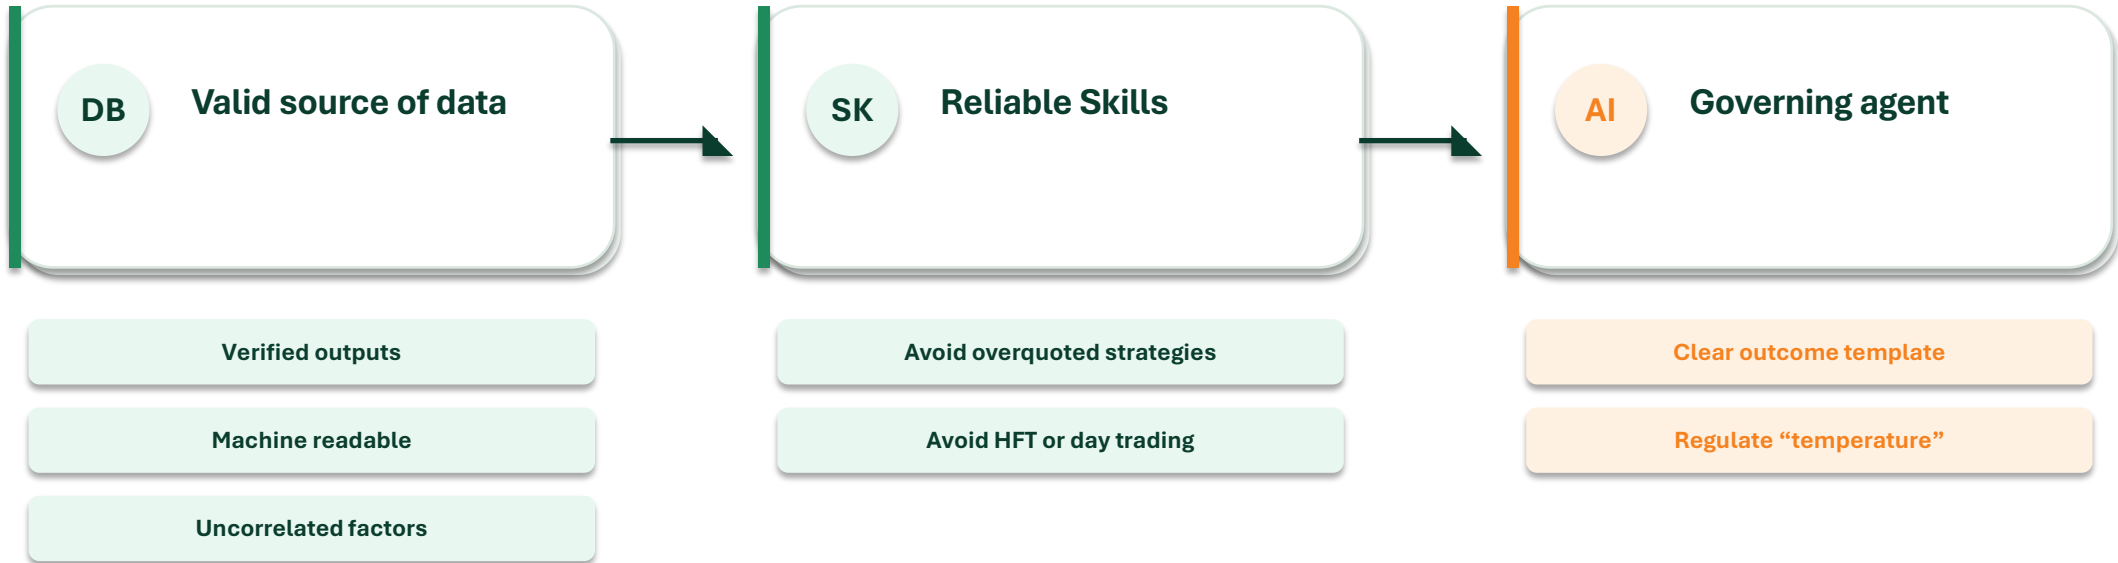 DB
Valid source of data
Verified outputs
Machine readable
Uncorrelated factors
SK
Reliable Skills
Avoid overquoted strategies
Avoid HFT or day trading
AI
Governing agent
Clear outcome template
Regulate “temperature”